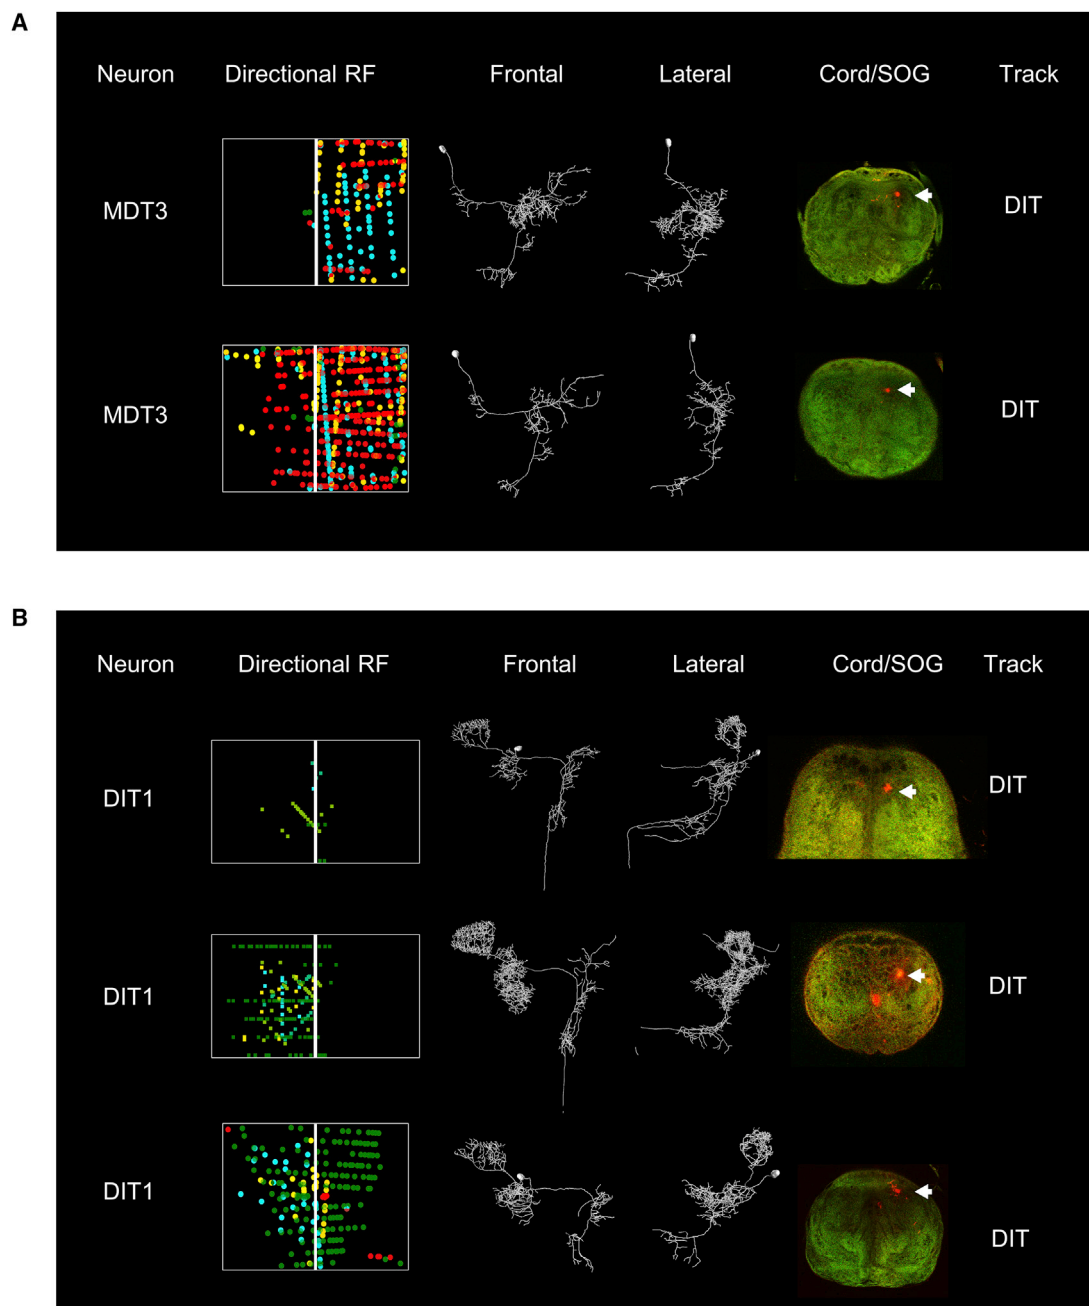 A
Neuron Directional RF Frontal Lateral Cord/SOG Track
MDT3 DIT
MDT3 DIT
B
Neuron Directional RF Frontal Lateral Cord/SOG Track
DIT1 DIT
DIT1 DIT
DIT1 DIT